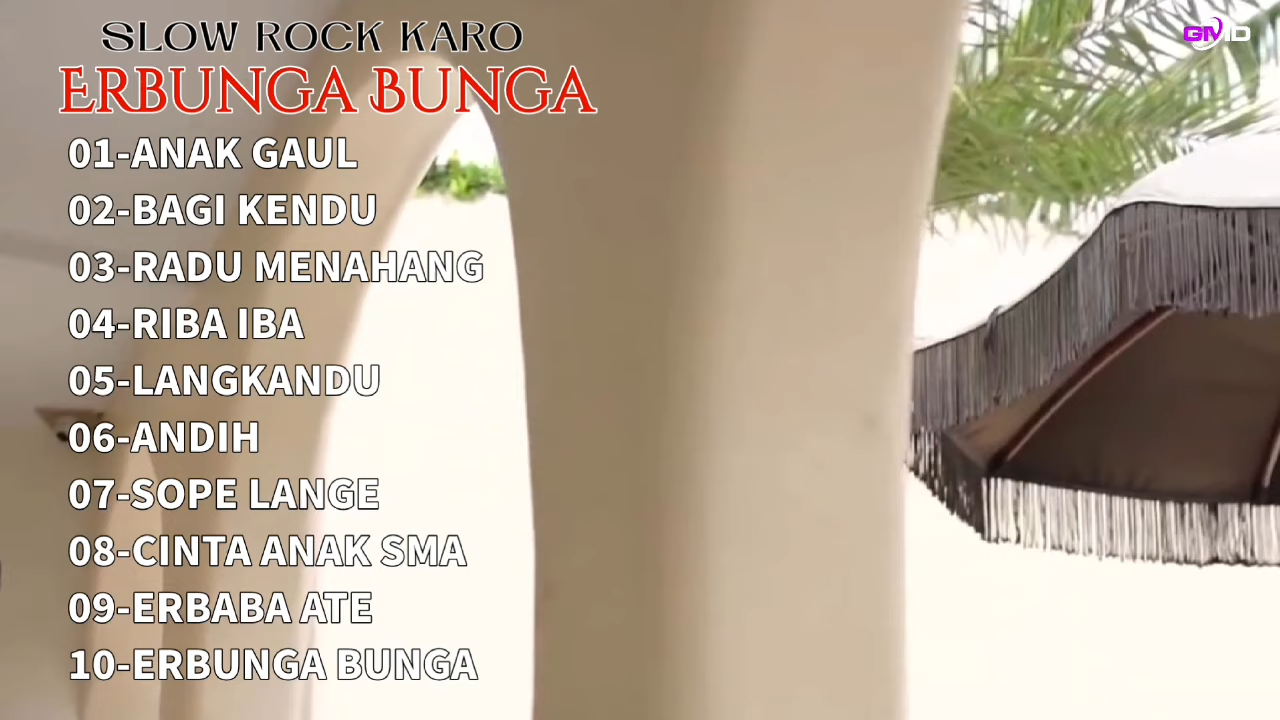 SLOW ROCK KARO
ERBUNGA BUNGA
GMD
01-ANAK GAUL
02-BAGI KENDU
03-RADU MENAHANG
04-RIBA IBA
05-LANGKANDU
06-ANDIH
07-SOPE LANGE
08-CINTA ANAK SMA
09-ERBABA ATE
10-ERBUNGA BUNGA